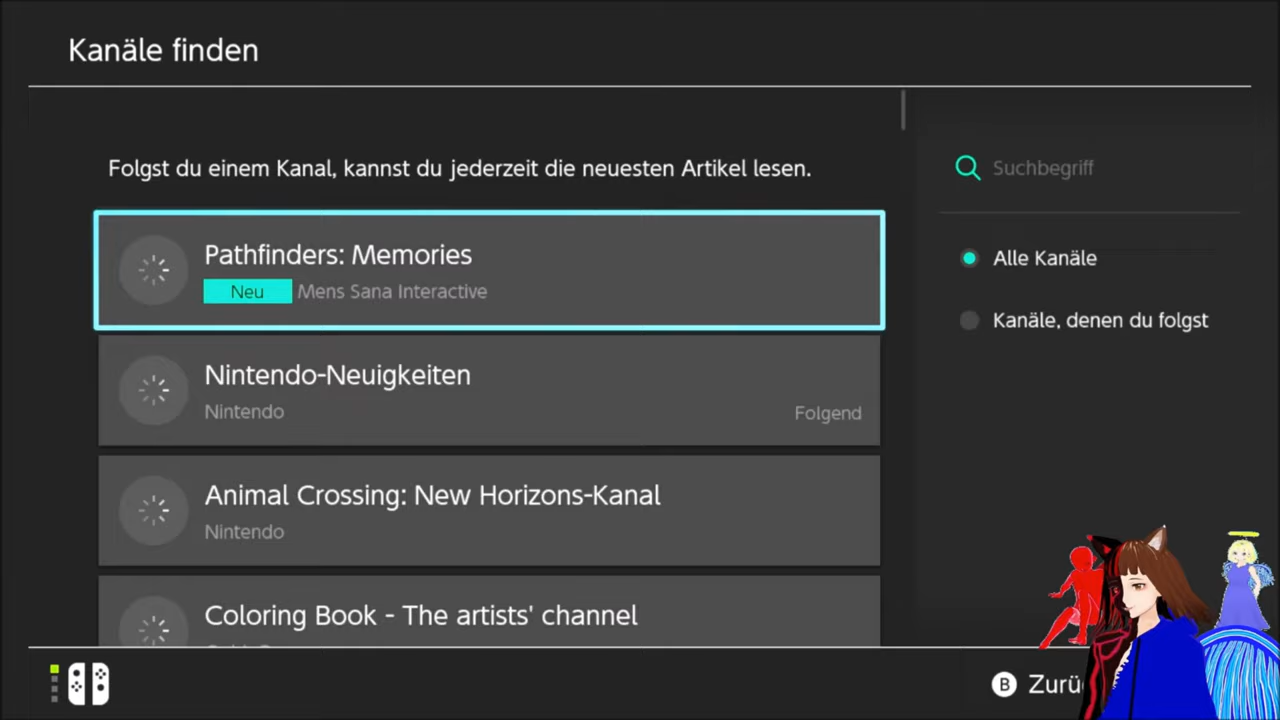 Kanäle finden
Folgst du einem Kanal, kannst du jederzeit die neuesten Artikel lesen.
Pathfinders: Memories
Neu Mens Sana Interactive
Nintendo-Neuigkeiten
Nintendo
Folgend
Animal Crossing: New Horizons-Kanal
Nintendo
Coloring Book - The artists' channel
Suchbegriff
Alle Kanäle
Kanäle, denen du folgst
B